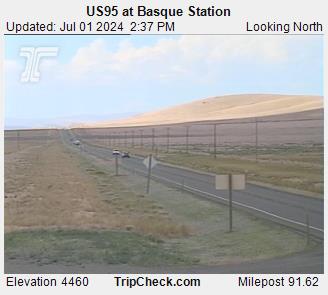 US95 at Basque Station
Updated: Jul 01 2024 2:37 PM Looking North
Elevation 4460 TripCheck.com Milepost 91.62